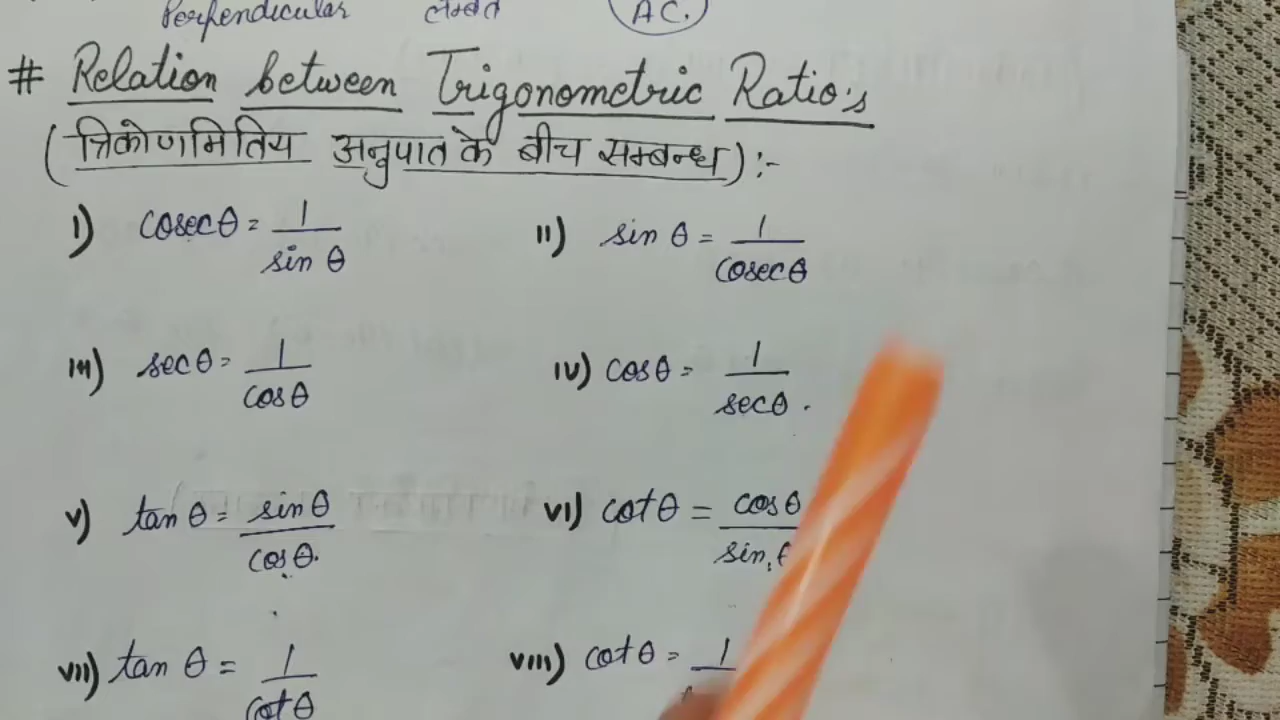 Perpendicular लम्बवत AC.
# Relation between Trigonometric Ratio's
(त्रिकोणमितिय अनुपात के बीच सम्बन्ध) :-
I) cosecθ = 1/sin θ II) sin θ = 1/cosecθ
III) secθ = 1/cosθ IV) cosθ = 1/secθ .
V) tan θ = sinθ/cosθ. VI) cotθ = cosθ/sin θ
VII) tan θ = 1/cotθ VIII) cotθ = 1